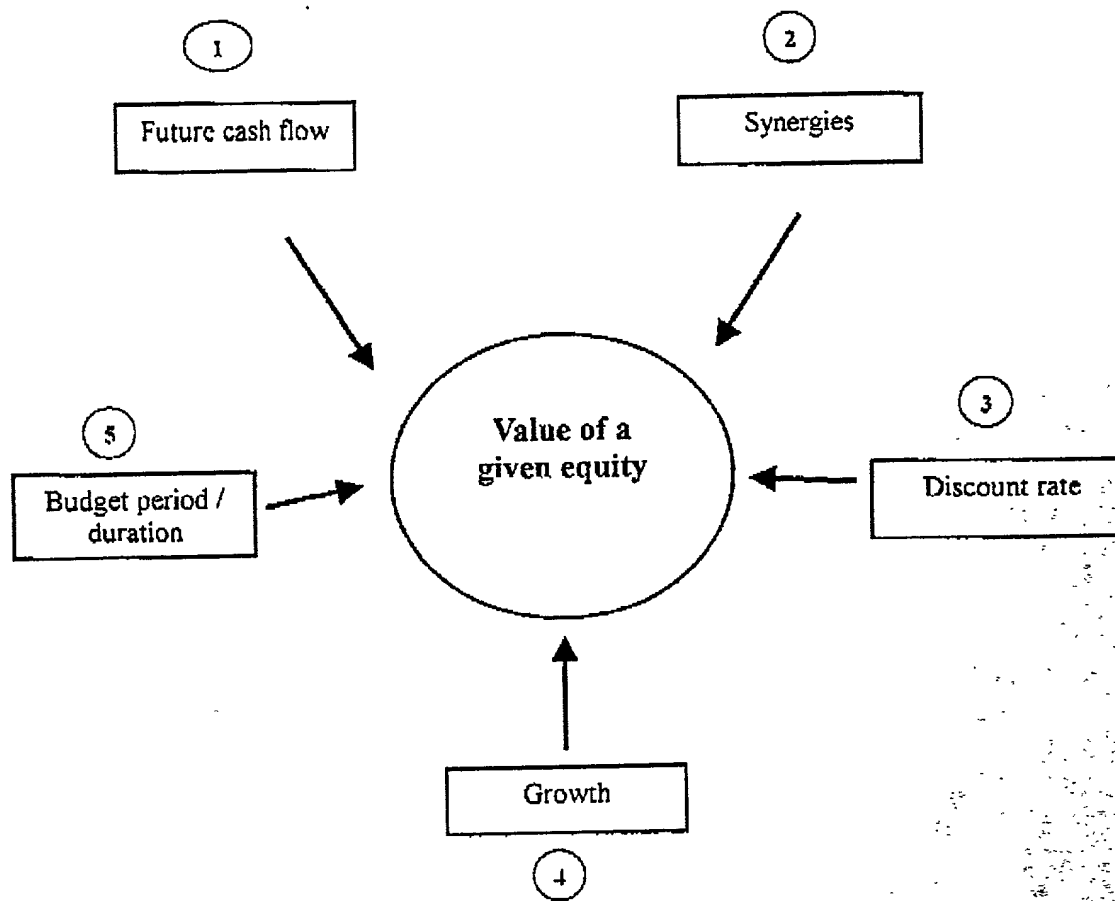 1
2
Future cash flow
Synergies
Value of a
given equity
3
5
Discount rate
Budget period /
duration
Growth
4